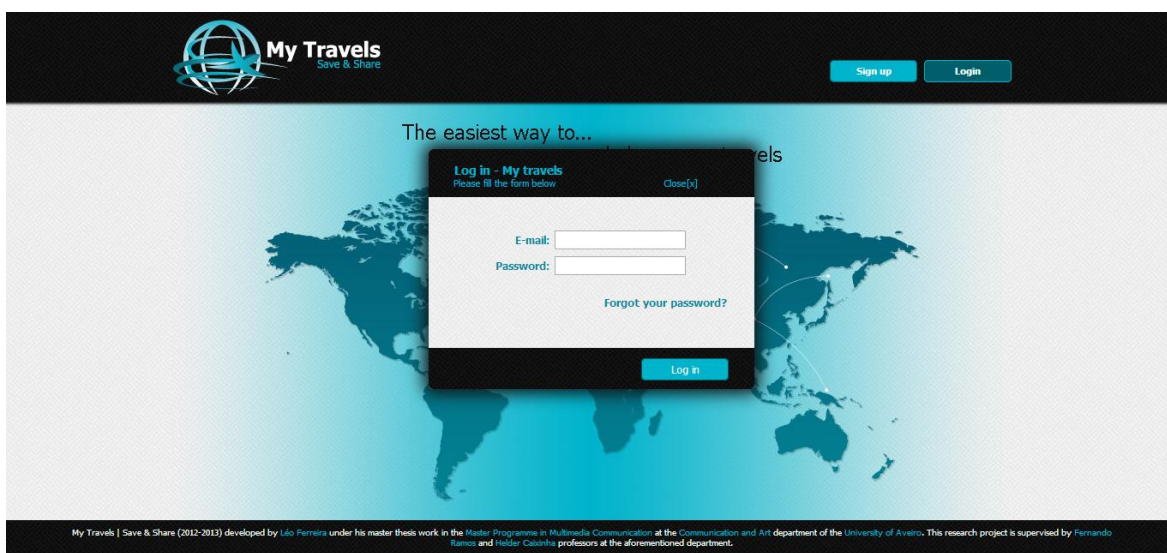 My Travels
Save & Share
Sign up
Login
The easiest way to...
Log in - My travels
Please fill the form below
Close[x]
E-mail:
Password:
Forgot your password?
Log in
My Travels | Save & Share (2012-2013) developed by Léo Ferreira under his master thesis work in the Master Programme in Multimedia Communication at the Communication and Art department of the University of Aveiro. This research project is supervised by Fernando
Ramos and Helder Caixinha professors at the aforementioned department.